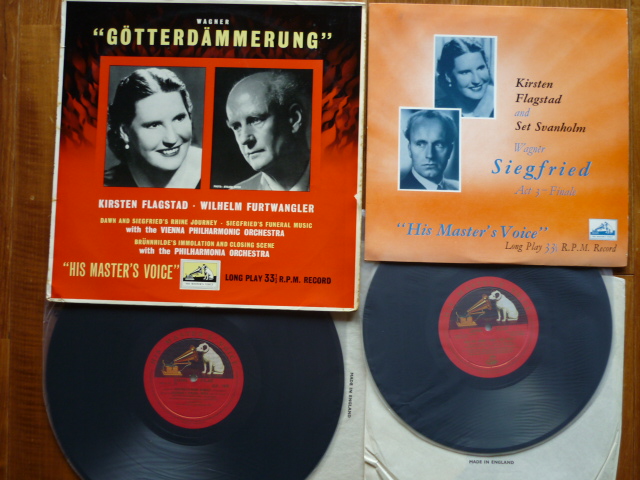 WAGNER
"GÖTTERDÄMMERUNG"
KIRSTEN FLAGSTAD · WILHELM FURTWANGLER
DAWN AND SIEGFRIED'S RHINE JOURNEY · SIEGFRIED'S FUNERAL MUSIC
with the VIENNA PHILHARMONIC ORCHESTRA
BRÜNNHILDE'S IMMOLATION AND CLOSING SCENE
with the PHILHARMONIA ORCHESTRA
"HIS MASTER'S VOICE"
LONG PLAY 33⅓ R.P.M. RECORD
Kirsten
Flagstad
and
Set Svanholm
Wagner
Siegfried
Act 3 Finale
"His Master's Voice"
Long Play 33⅓ R.P.M. Record
MADE IN ENGLAND
MADE IN ENGLAND